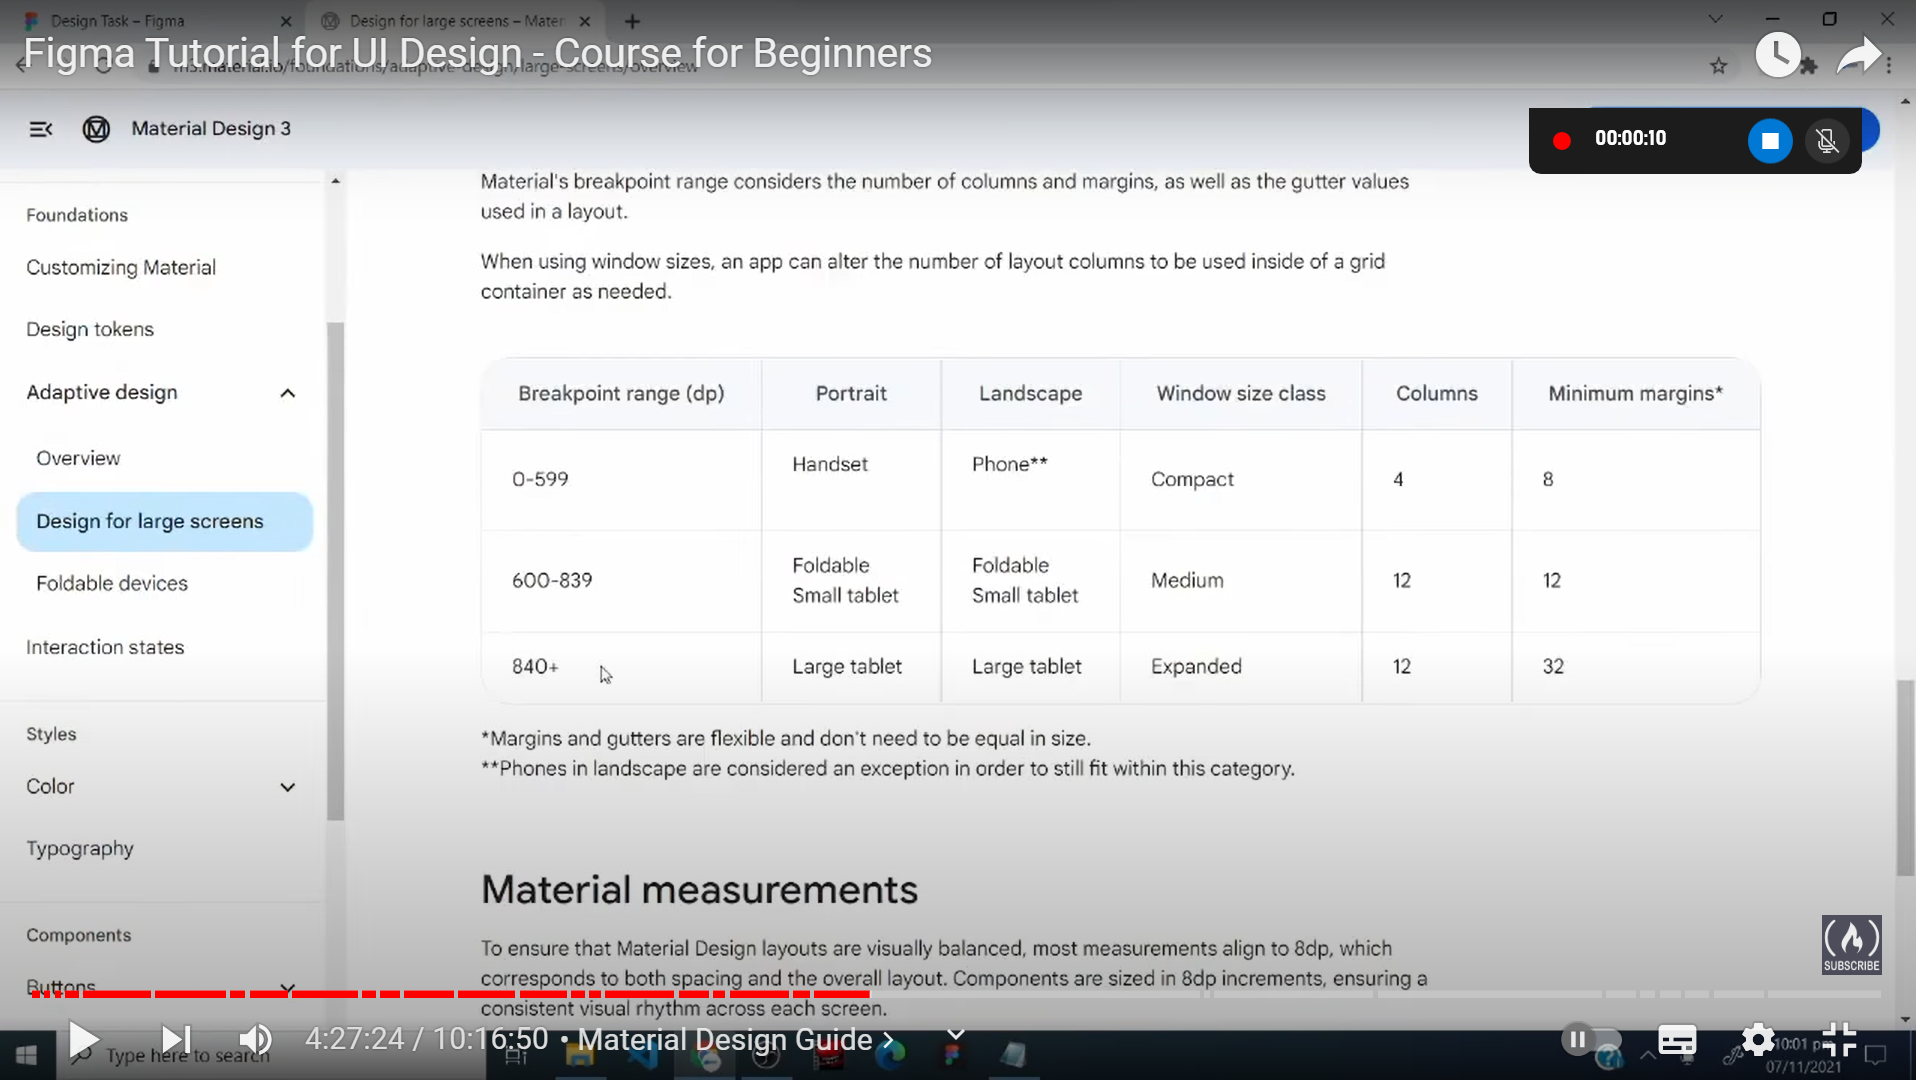 Design Task – Figma
Design for large screens – Mater
Figma Tutorial for UI Design - Course for Beginners
m3.material.io/foundations/adaptive-design/large-screens/overview
Material Design 3
00:00:10
Foundations
Customizing Material
Design tokens
Adaptive design
Overview
Design for large screens
Foldable devices
Interaction states
Styles
Color
Typography
Components
Buttons
Material's breakpoint range considers the number of columns and margins, as well as the gutter values
used in a layout.
When using window sizes, an app can alter the number of layout columns to be used inside of a grid
container as needed.
Breakpoint range (dp) Portrait Landscape Window size class Columns Minimum margins*
0-599 Handset Phone** Compact 4 8
600-839 Foldable Small tablet Foldable Small tablet Medium 12 12
840+ Large tablet Large tablet Expanded 12 32
*Margins and gutters are flexible and don't need to be equal in size.
**Phones in landscape are considered an exception in order to still fit within this category.
Material measurements
To ensure that Material Design layouts are visually balanced, most measurements align to 8dp, which
corresponds to both spacing and the overall layout. Components are sized in 8dp increments, ensuring a
consistent visual rhythm across each screen.
SUBSCRIBE
4:27:24 / 10:16:50 • Material Design Guide
Type here to search
10:01 pm
07/11/2021